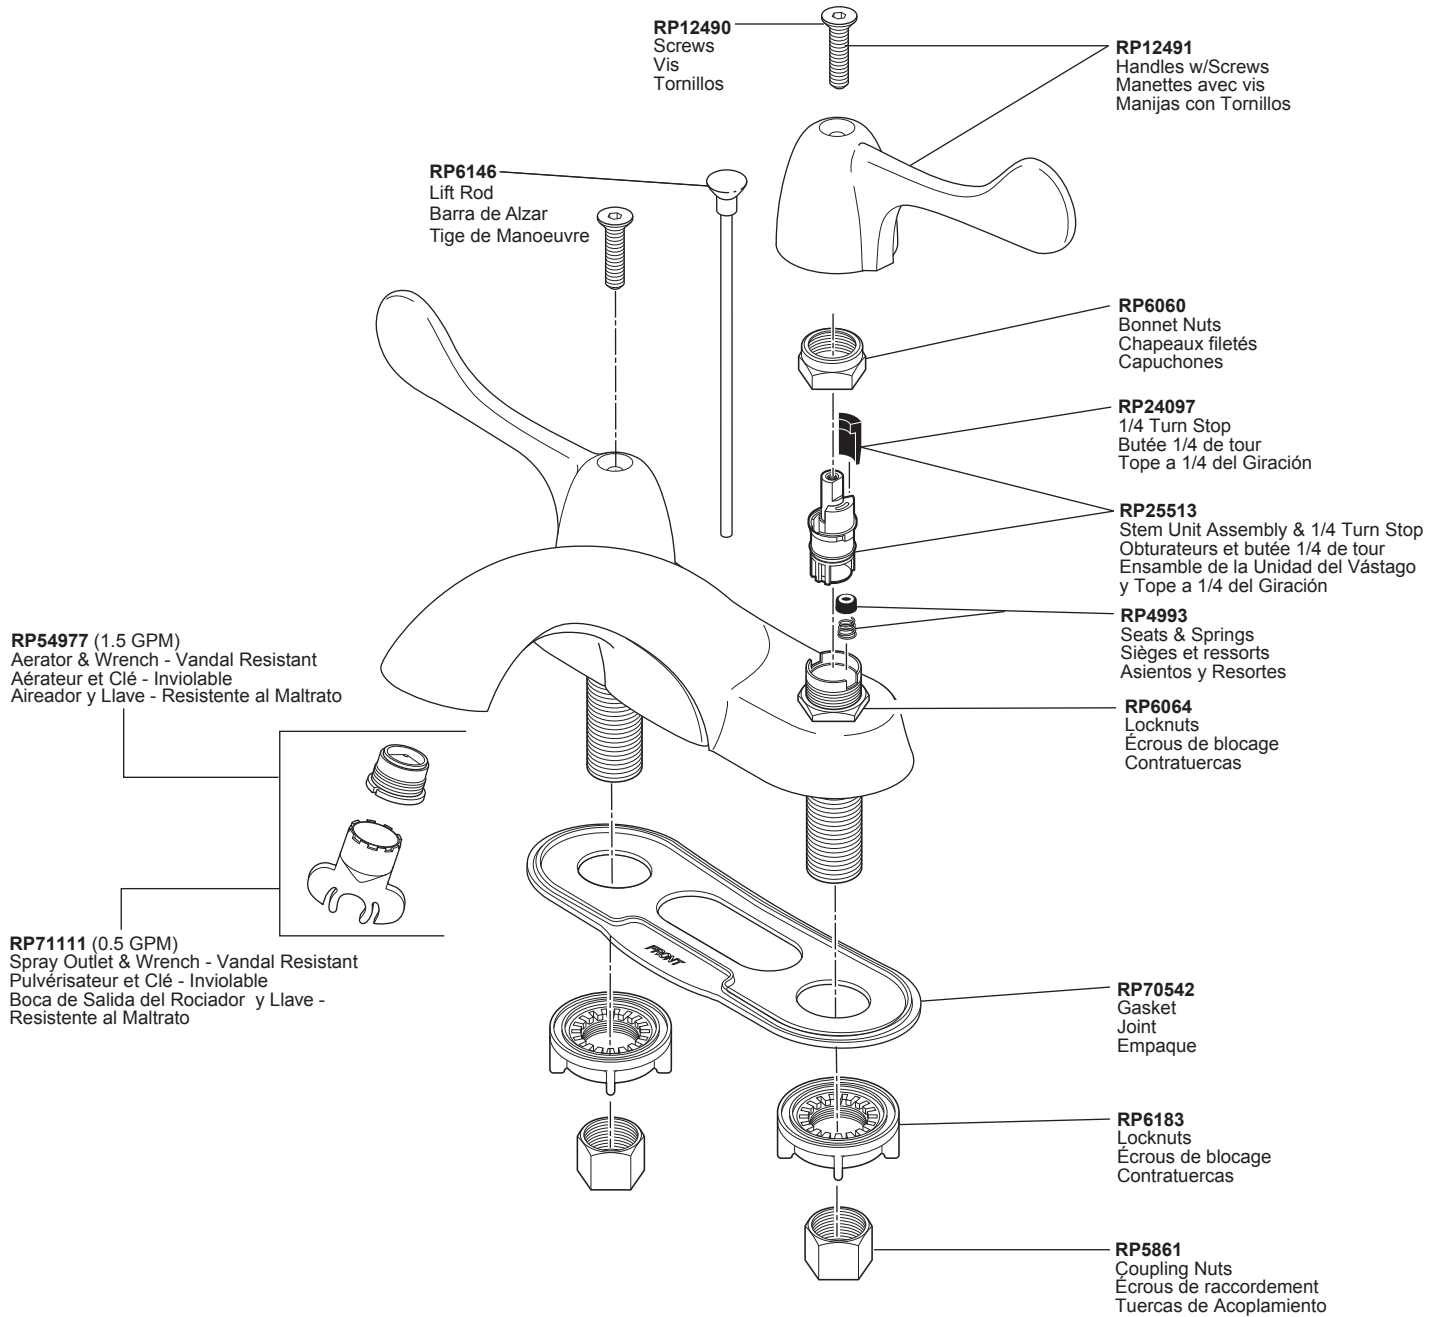 RP12490
Screws
Vis
Tornillos
RP12491
Handles w/Screws
Manettes avec vis
Manijas con Tornillos
RP6146
Lift Rod
Barra de Alzar
Tige de Manoeuvre
RP6060
Bonnet Nuts
Chapeaux filetés
Capuchones
RP24097
1/4 Turn Stop
Butée 1/4 de tour
Tope a 1/4 del Giración
RP25513
Stem Unit Assembly & 1/4 Turn Stop
Obturateurs et butée 1/4 de tour
Ensamble de la Unidad del Vástago
y Tope a 1/4 del Giración
RP4993
Seats & Springs
Sièges et ressorts
Asientos y Resortes
RP54977 (1.5 GPM)
Aerator & Wrench - Vandal Resistant
Aérateur et Clé - Inviolable
Aireador y Llave - Resistente al Maltrato
RP6064
Locknuts
Écrous de blocage
Contratuercas
RP71111 (0.5 GPM)
Spray Outlet & Wrench - Vandal Resistant
Pulvérisateur et Clé - Inviolable
Boca de Salida del Rociador y Llave -
Resistente al Maltrato
FRONT
RP70542
Gasket
Joint
Empaque
RP6183
Locknuts
Écrous de blocage
Contratuercas
RP5861
Coupling Nuts
Écrous de raccordement
Tuercas de Acoplamiento